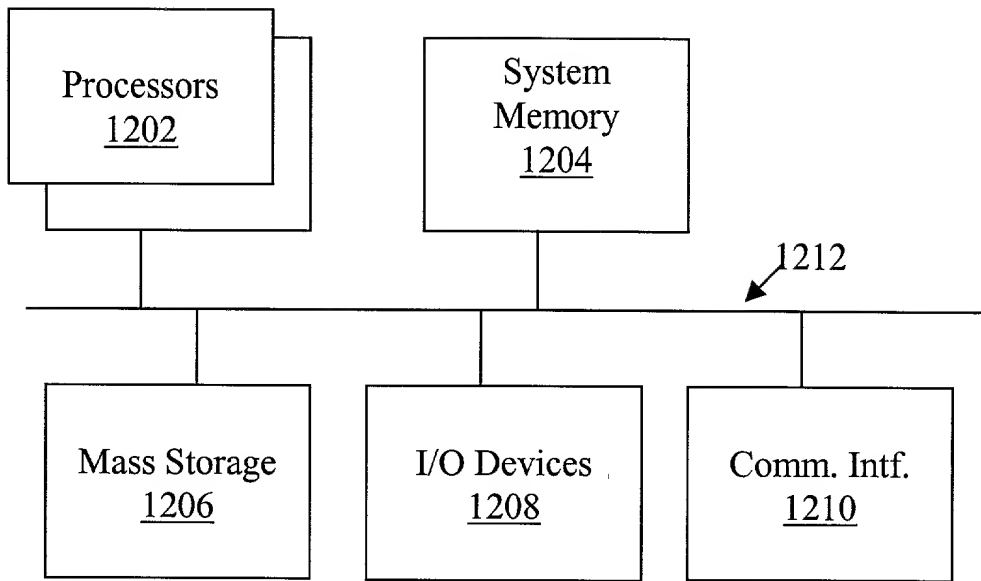 Processors
1202
System
Memory
1204
1212
Mass Storage
1206
I/O Devices
1208
Comm. Intf.
1210